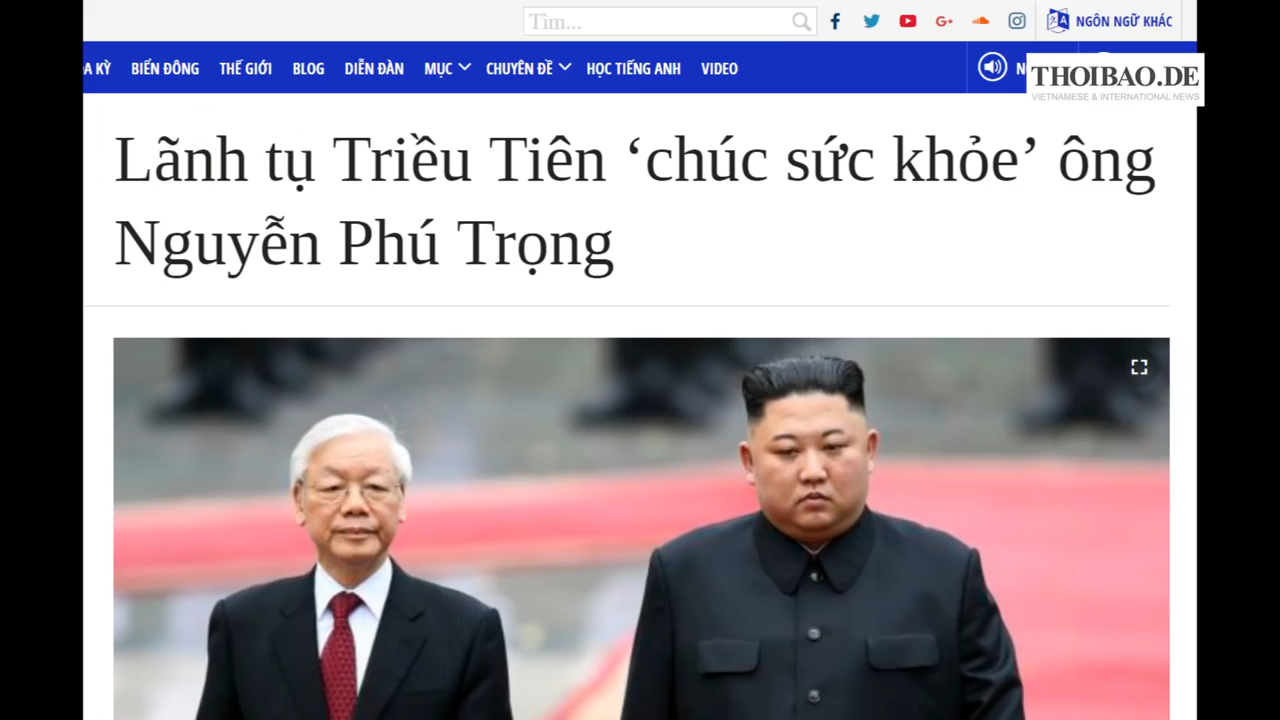 Tìm...
NGÔN NGỮ KHÁC
A KỲ BIỂN ĐÔNG THẾ GIỚI BLOG DIỄN ĐÀN MỤC CHUYÊN ĐỀ HỌC TIẾNG ANH VIDEO
THOIBAO.DE
VIETNAMESE & INTERNATIONAL NEWS
Lãnh tụ Triều Tiên ‘chúc sức khỏe’ ông
Nguyễn Phú Trọng